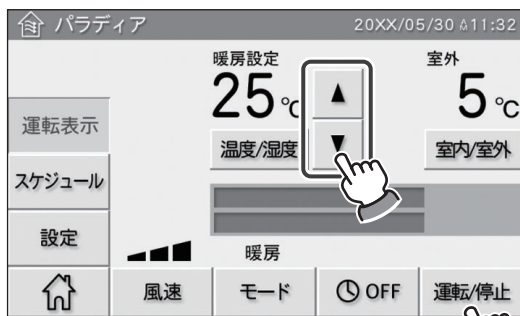 パラディア 20XX/05/30 11:32
暖房設定 室外
25℃ ▲ 5℃
運転表示
温度/湿度 ▼ 室内/室外
スケジュール
設定
暖房
風速 モード OFF 運転/停止